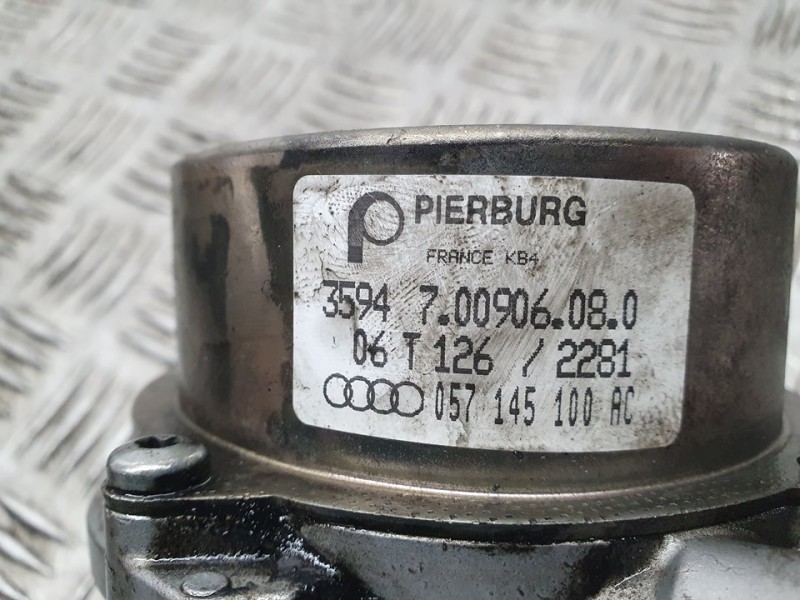 PIERBURG
FRANCE KB4
3594 7.00906.08.0
06 T 126 / 2281
057 145 100 AC